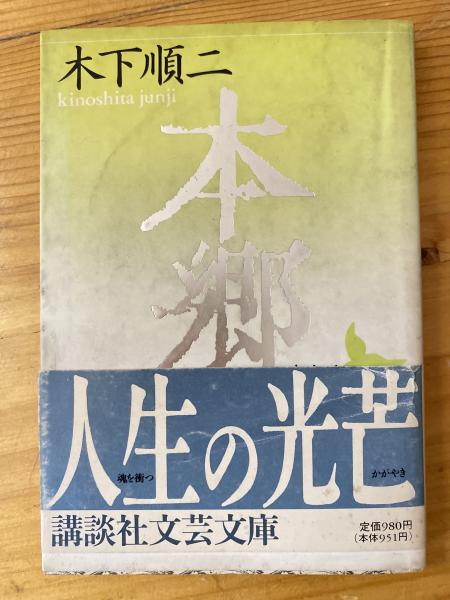 木下順二
kinoshita junji
本郷
人生の光芒
魂を衝つ
かがやき
講談社文芸文庫
定価980円
(本体951円)